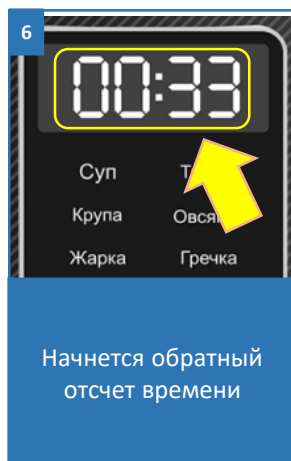 6
00:33
Суп
Крупа
Жарка Гречка
Начнется обратный
отсчет времени